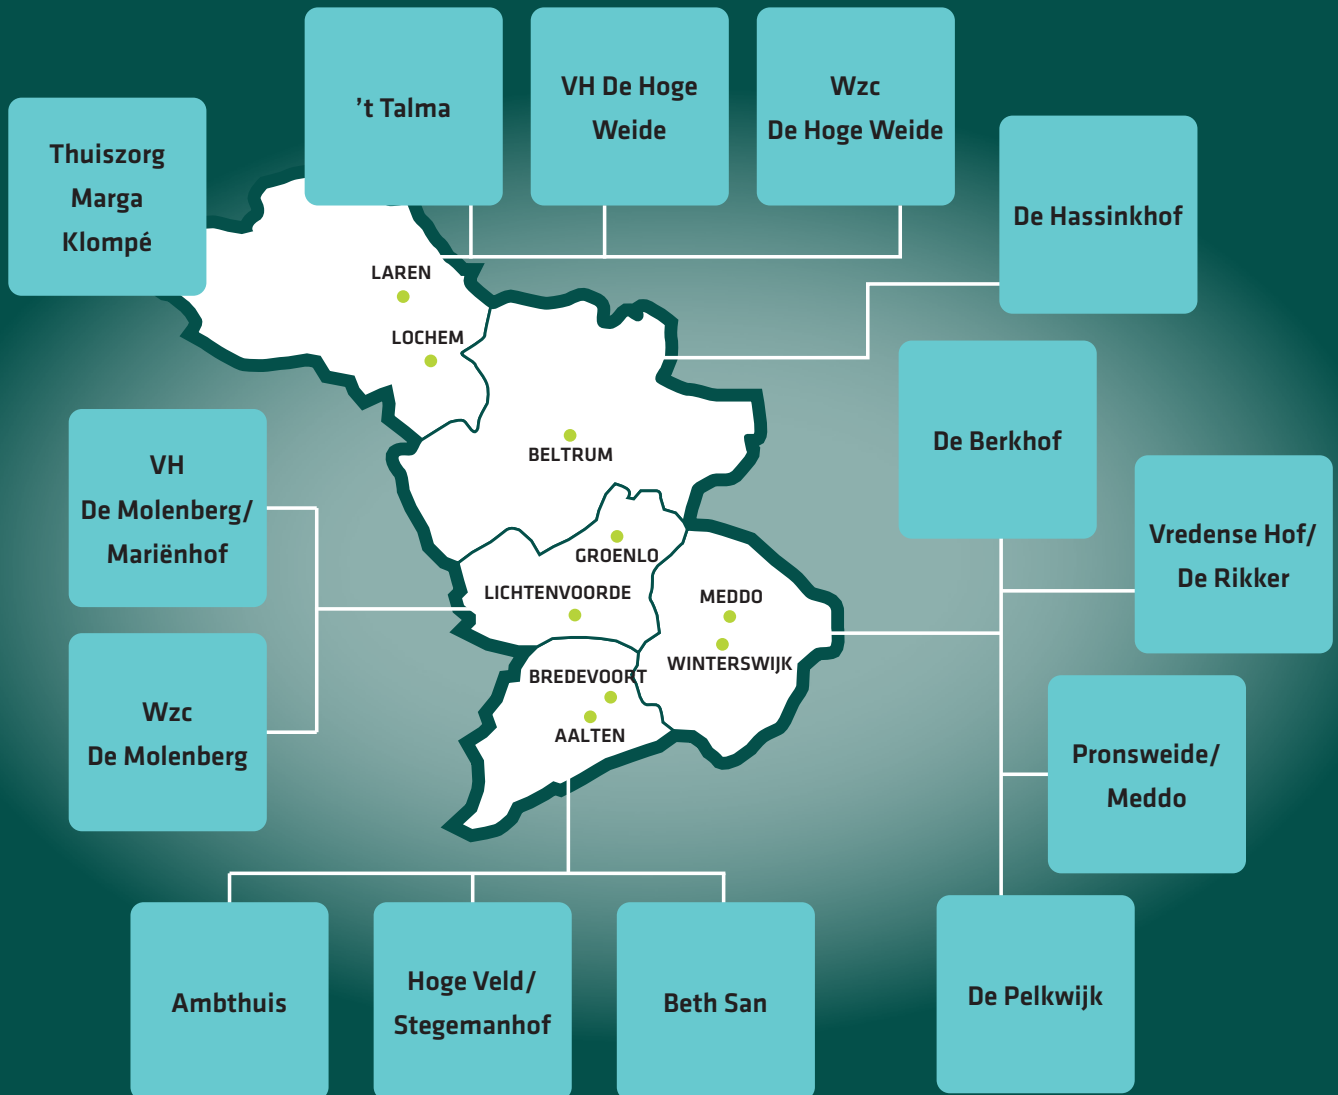 't Talma
VH De Hoge
Weide
Wzc
De Hoge Weide
Thuiszorg
Marga
Klompé
De Hassinkhof
LAREN
LOCHEM
BELTRUM
De Berkhof
VH
De Molenberg/
Mariënhof
Vredense Hof/
De Rikker
GROENLO
LICHTENVOORDE
MEDDO
WINTERSWIJK
BREDEVOORT
AALTEN
Wzc
De Molenberg
Pronsweide/
Meddo
Ambthuis
Hoge Veld/
Stegemanhof
Beth San
De Pelkwijk